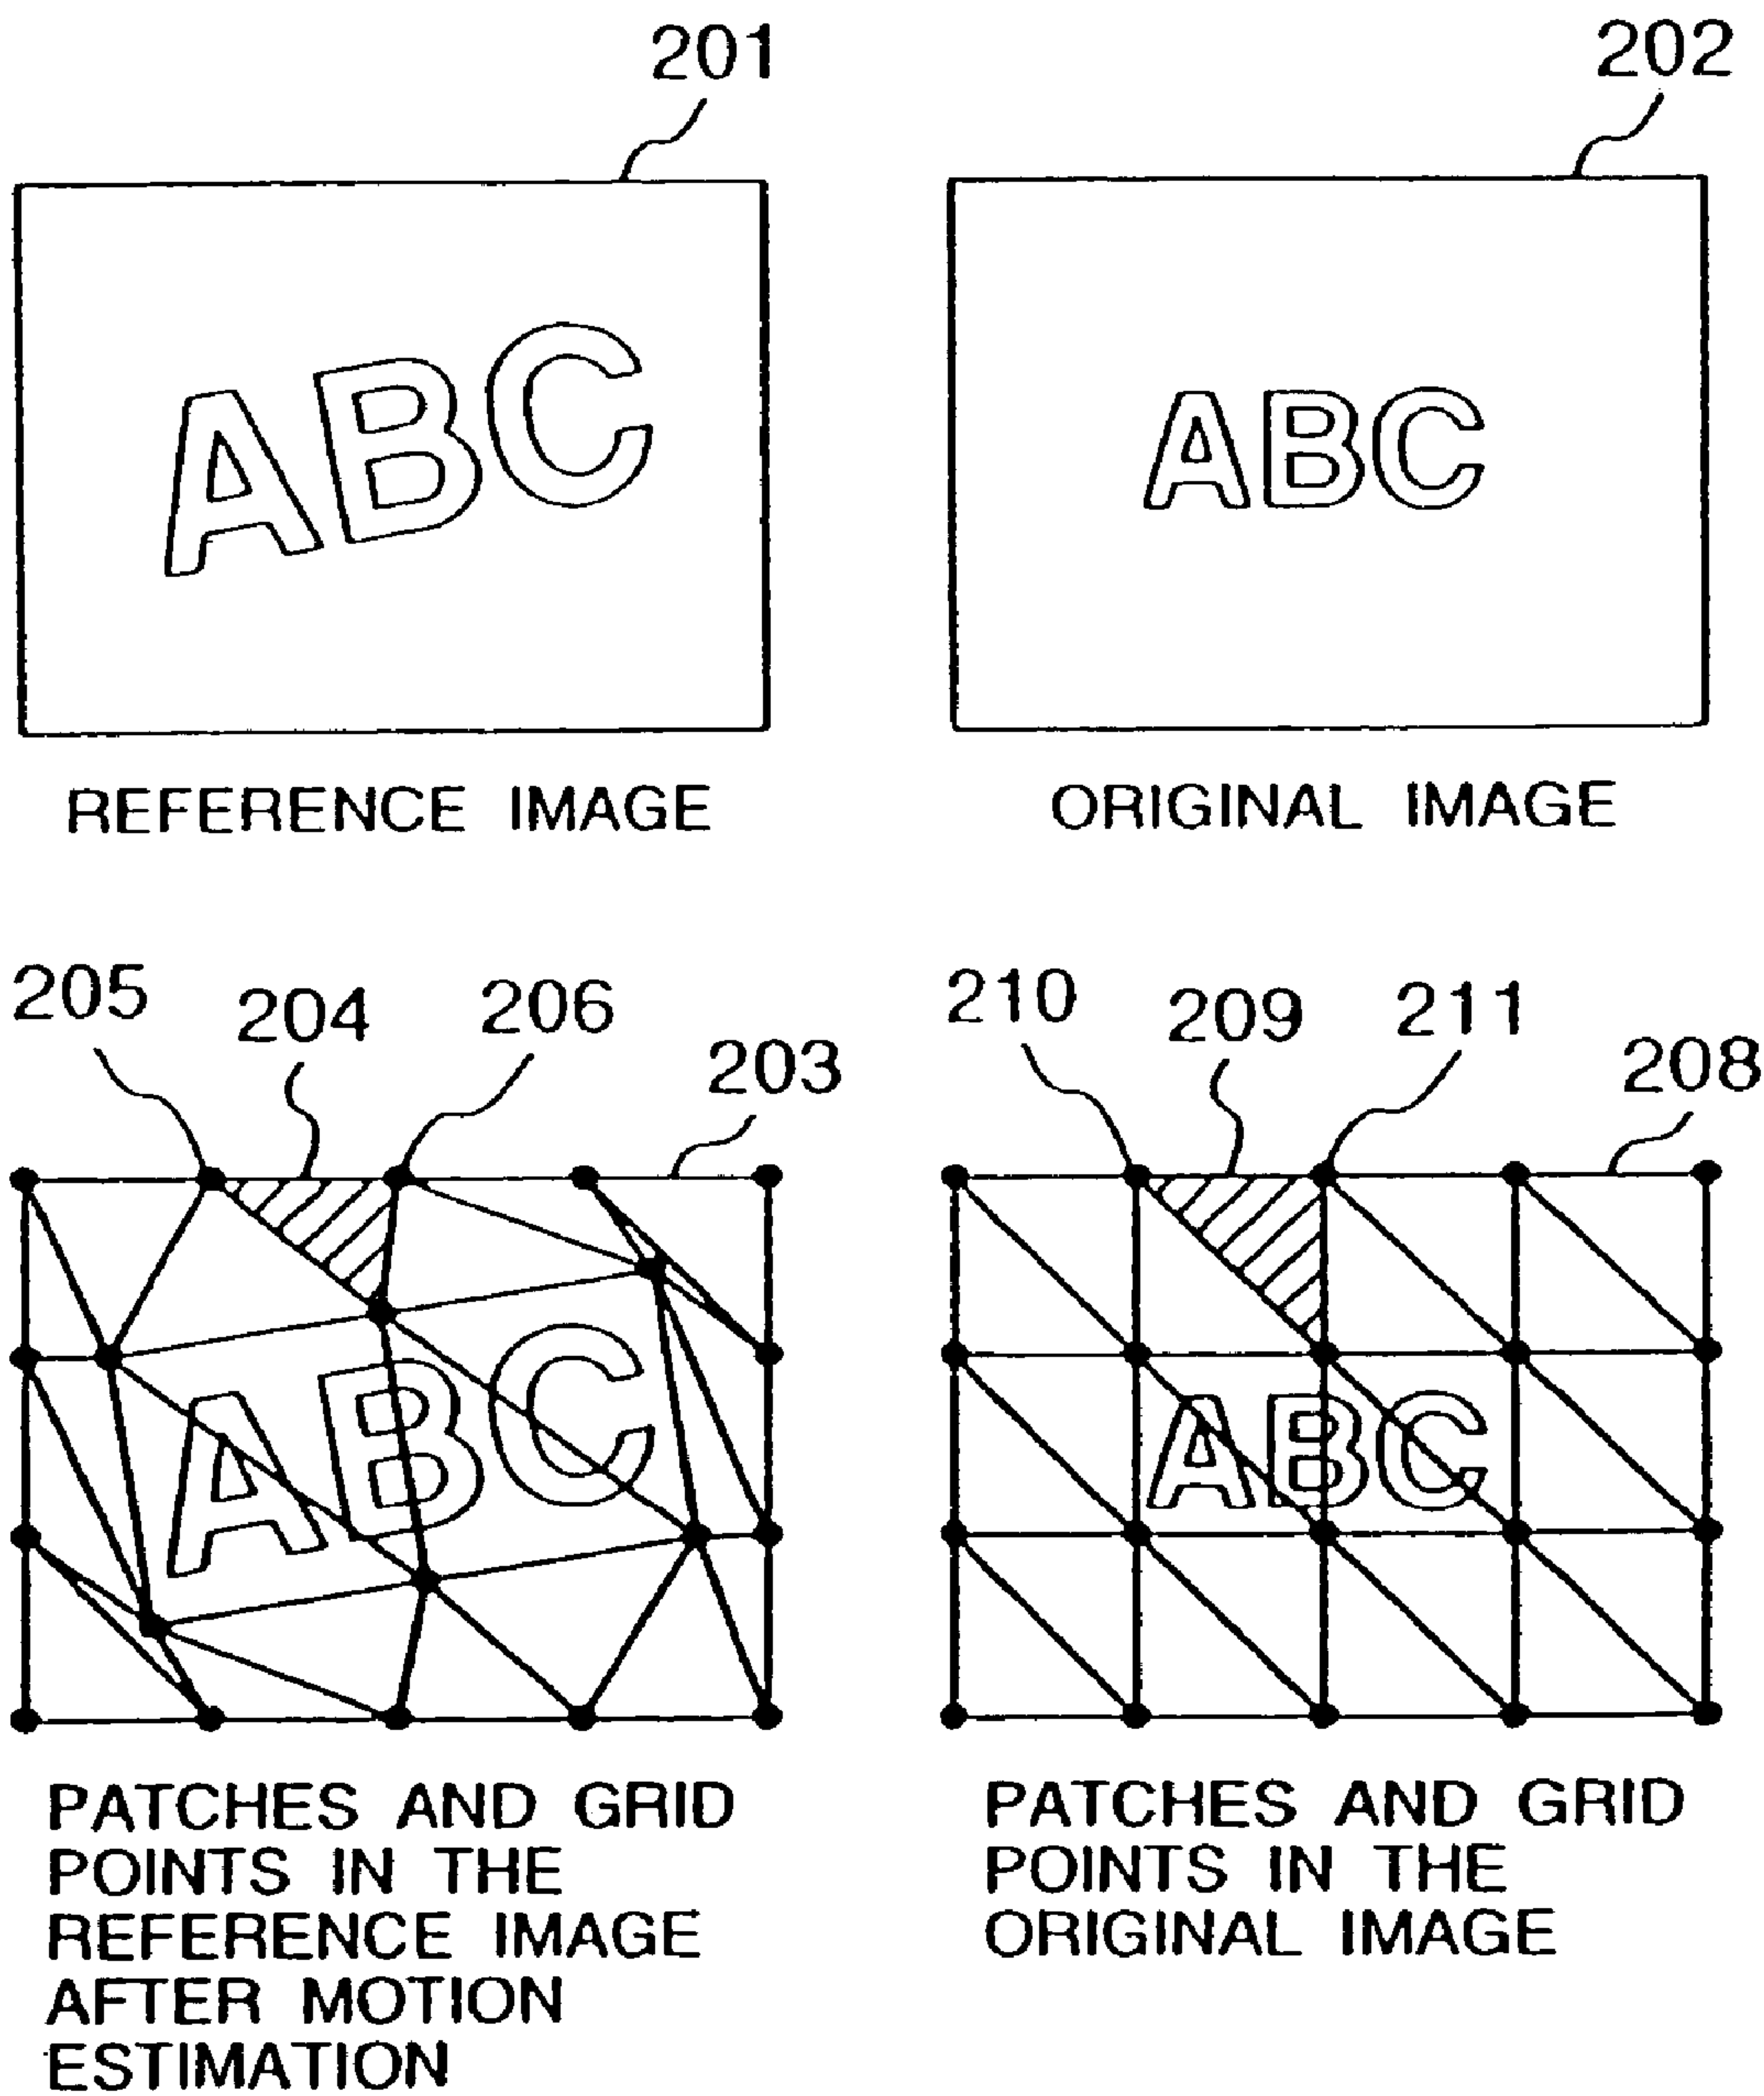 201
202
ABC
ABC
REFERENCE IMAGE
ORIGINAL IMAGE
205
204
206
203
210
209
211
208
ABC
ABC
PATCHES AND GRID
POINTS IN THE
REFERENCE IMAGE
AFTER MOTION
ESTIMATION
PATCHES AND GRID
POINTS IN THE
ORIGINAL IMAGE